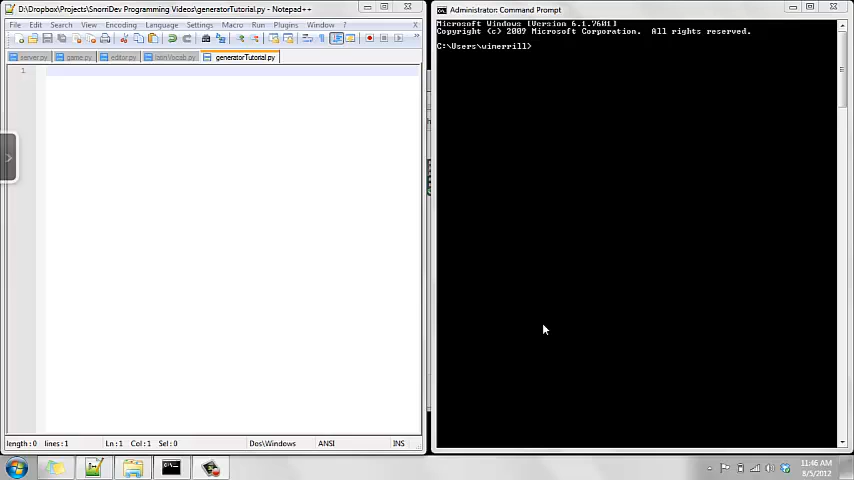 D:\Dropbox\Projects\SnorriDev Programming Videos\generatorTutorial.py - Notepad++
File Edit Search View Encoding Language Settings Macro Run Plugins Window ? X
server.py game.py editor.py latinVocab.py generatorTutorial.py
1
length : 0 lines : 1 Ln : 1 Col : 1 Sel : 0 Dos\Windows ANSI INS
Administrator: Command Prompt
Microsoft Windows [Version 6.1.7601]
Copyright (c) 2009 Microsoft Corporation. All rights reserved.
C:\Users\winerrill>
11:46 AM
8/5/2012